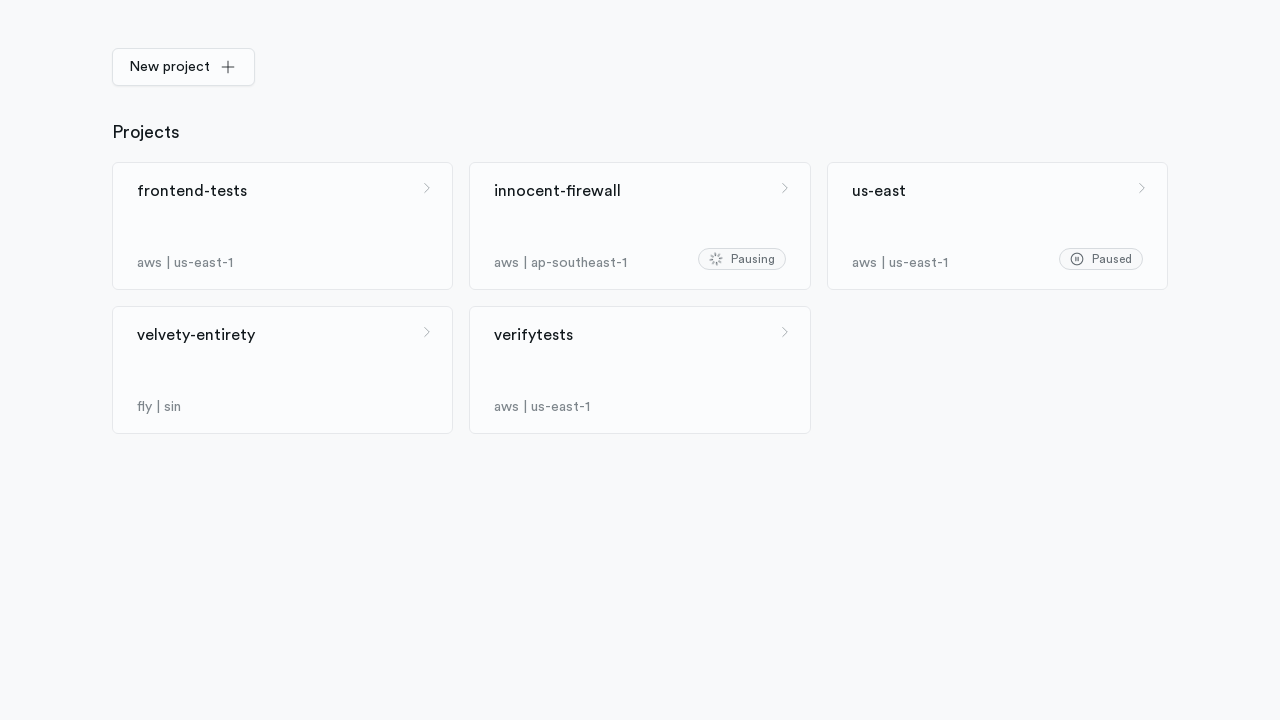 New project
Projects
frontend-tests
aws | us-east-1
innocent-firewall
aws | ap-southeast-1
Pausing
us-east
aws | us-east-1
Paused
velvety-entirety
fly | sin
verifytests
aws | us-east-1